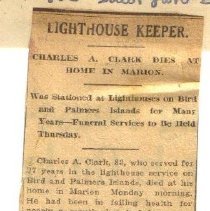 LIGHTHOUSE KEEPER.
CHARLES A. CLARK DIES AT
HOME IN MARION.
Was Stationed at Lighthouses on Bird
and Palmers Islands for Many
Years—Funeral Services to Be Held
Thursday.
Charles A. Clark, 82, who served for
27 years in the lighthouse service on
Bird and Palmers Islands, died at his
home in Marion Monday morning.
He had been in failing health for